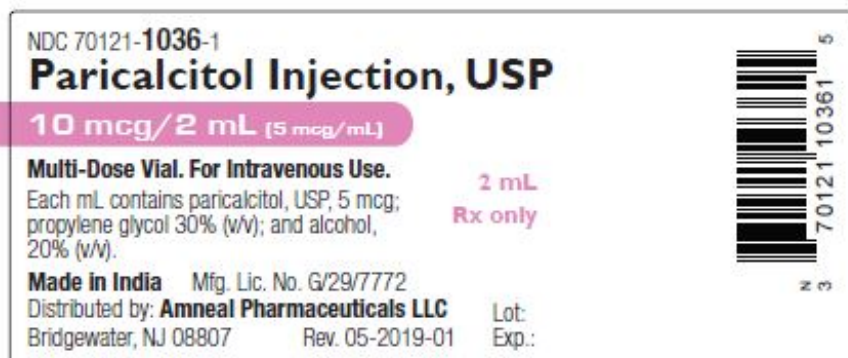 NDC 70121-1036-1
Paricalcitol Injection, USP
10 mcg/2 mL (5 mcg/mL)
Multi-Dose Vial. For Intravenous Use.
Each mL contains paricalcitol, USP, 5 mcg;
propylene glycol 30% (v/v); and alcohol,
20% (v/v).
2 mL
Rx only
Made in India Mfg. Lic. No. G/29/7772
Distributed by: Amneal Pharmaceuticals LLC
Bridgewater, NJ 08807 Rev. 05-2019-01
Lot:
Exp.:
N
3 70121 10361 5